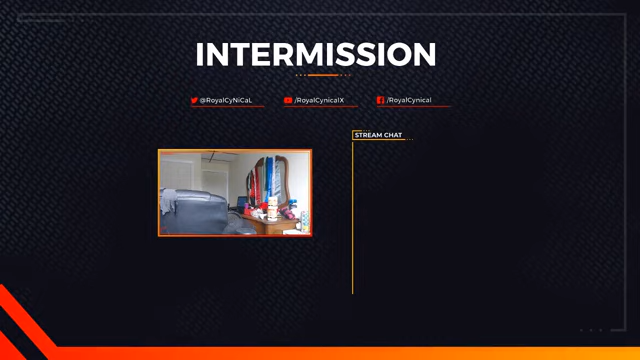 INTERMISSION
@RoyalCyNiCaL /RoyalCynicalX /RoyalCynical
STREAM CHAT